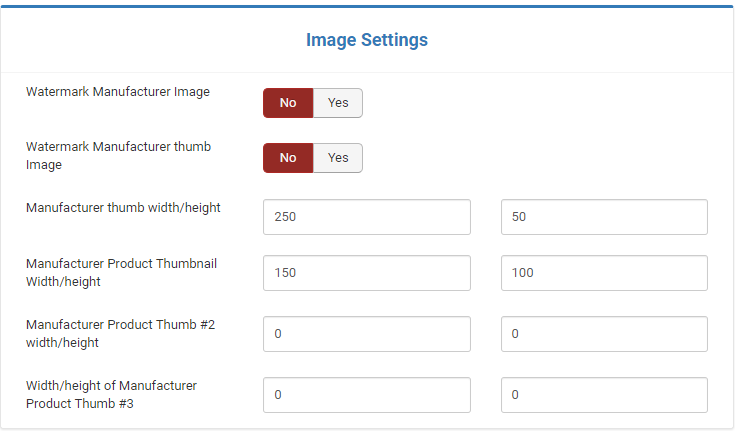 Image Settings
Watermark Manufacturer Image
No Yes
Watermark Manufacturer thumb
Image
No Yes
Manufacturer thumb width/height
250 50
Manufacturer Product Thumbnail
Width/height
150 100
Manufacturer Product Thumb #2
width/height
0 0
Width/height of Manufacturer
Product Thumb #3
0 0